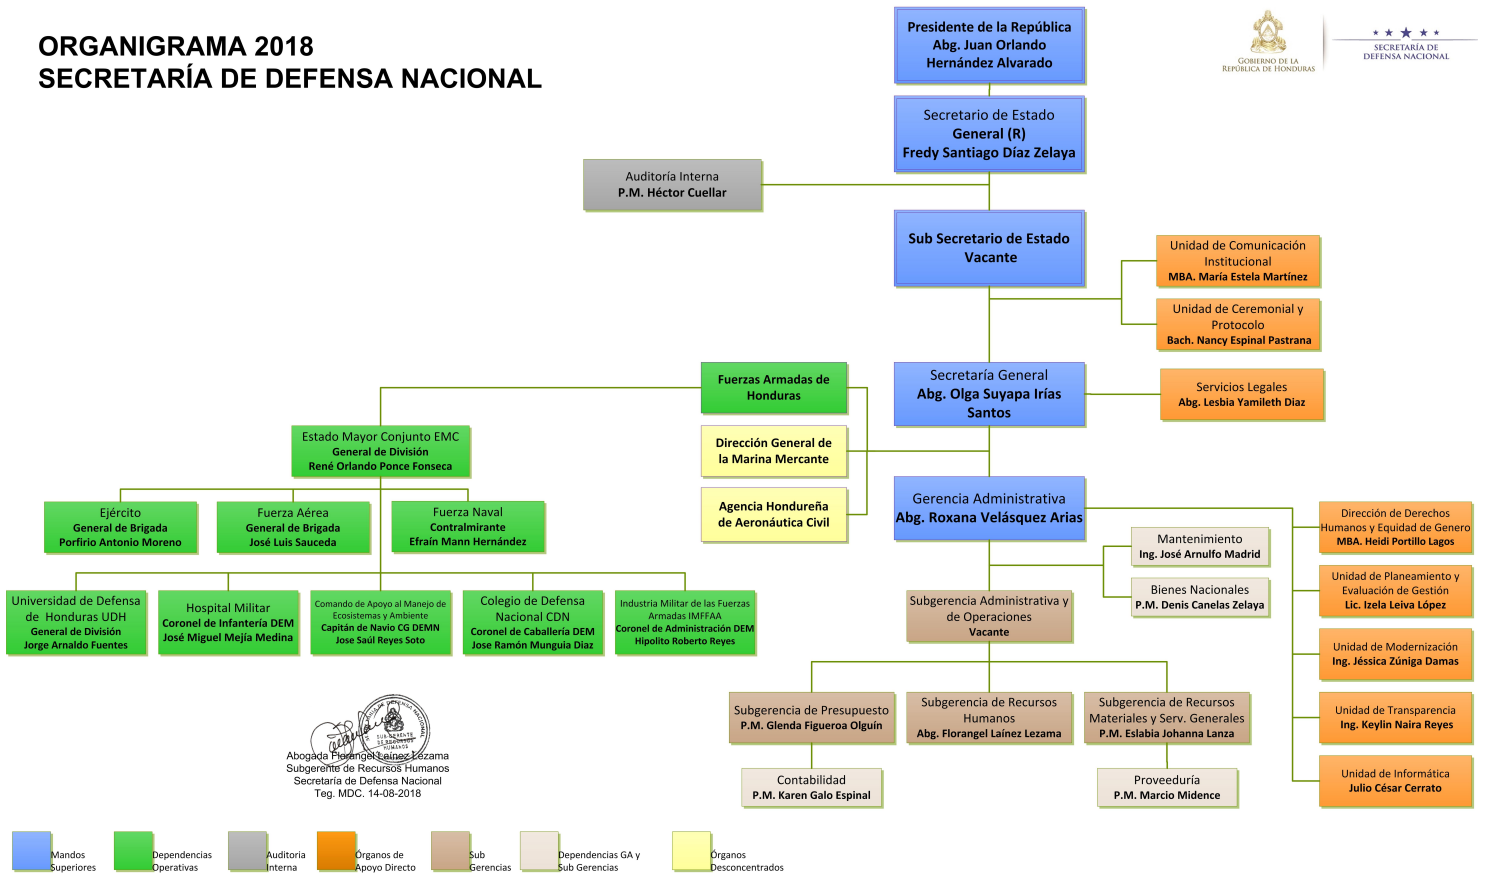 ORGANIGRAMA 2018
SECRETARÍA DE DEFENSA NACIONAL
Presidente de la República
Abg. Juan Orlando
Hernández Alvarado
GOBIERNO DE LA
REPÚBLICA DE HONDURAS
SECRETARÍA DE
DEFENSA NACIONAL
Secretario de Estado
General (R)
Fredy Santiago Díaz Zelaya
Auditoría Interna
P.M. Héctor Cuellar
Sub Secretario de Estado
Vacante
Unidad de Comunicación
Institucional
MBA. María Estela Martínez
Unidad de Ceremonial y
Protocolo
Bach. Nancy Espinal Pastrana
Fuerzas Armadas de
Honduras
Secretaría General
Abg. Olga Suyapa Irías
Santos
Servicios Legales
Abg. Lesbia Yamileth Diaz
Dirección General de
la Marina Mercante
Estado Mayor Conjunto EMC
General de División
René Orlando Ponce Fonseca
Agencia Hondureña
de Aeronáutica Civil
Gerencia Administrativa
Abg. Roxana Velásquez Arias
Ejército
General de Brigada
Porfirio Antonio Moreno
Fuerza Aérea
General de Brigada
José Luis Sauceda
Fuerza Naval
Contralmirante
Efraín Mann Hernández
Dirección de Derechos
Humanos y Equidad de Genero
MBA. Heidi Portillo Lagos
Mantenimiento
Ing. José Arnulfo Madrid
Bienes Nacionales
P.M. Denis Canelas Zelaya
Unidad de Planeamiento y
Evaluación de Gestión
Lic. Izela Leiva López
Universidad de Defensa
de Honduras UDH
General de División
Jorge Arnaldo Fuentes
Hospital Militar
Coronel de Infantería DEM
José Miguel Mejía Medina
Comando de Apoyo al Manejo de
Ecosistemas y Ambiente
Capitán de Navio CG DEMN
Jose Saúl Reyes Soto
Colegio de Defensa
Nacional CDN
Coronel de Caballería DEM
Jose Ramón Munguia Diaz
Industria Militar de las Fuerzas
Armadas IMFFAA
Coronel de Administración DEM
Hipolito Roberto Reyes
Subgerencia Administrativa y
de Operaciones
Vacante
Unidad de Modernización
Ing. Jéssica Zúniga Damas
Subgerencia de Presupuesto
P.M. Glenda Figueroa Olguín
Subgerencia de Recursos
Humanos
Abg. Florangel Laínez Lezama
Subgerencia de Recursos
Materiales y Serv. Generales
P.M. Eslabia Johanna Lanza
Unidad de Transparencia
Ing. Keylin Naira Reyes
Contabilidad
P.M. Karen Galo Espinal
Proveeduría
P.M. Marcio Midence
Unidad de Informática
Julio César Cerrato
DEFENSA NACIONAL
SUB-GERENTE
DE RECURSOS
HUMANOS
Abogada Florangel Laínez Lezama
Subgerente de Recursos Humanos
Secretaría de Defensa Nacional
Teg. MDC. 14-08-2018
Mandos
Superiores
Dependencias
Operativas
Auditoria
Interna
Órganos de
Apoyo Directo
Sub
Gerencias
Dependencias GA y
Sub Gerencias
Órganos
Desconcentrados